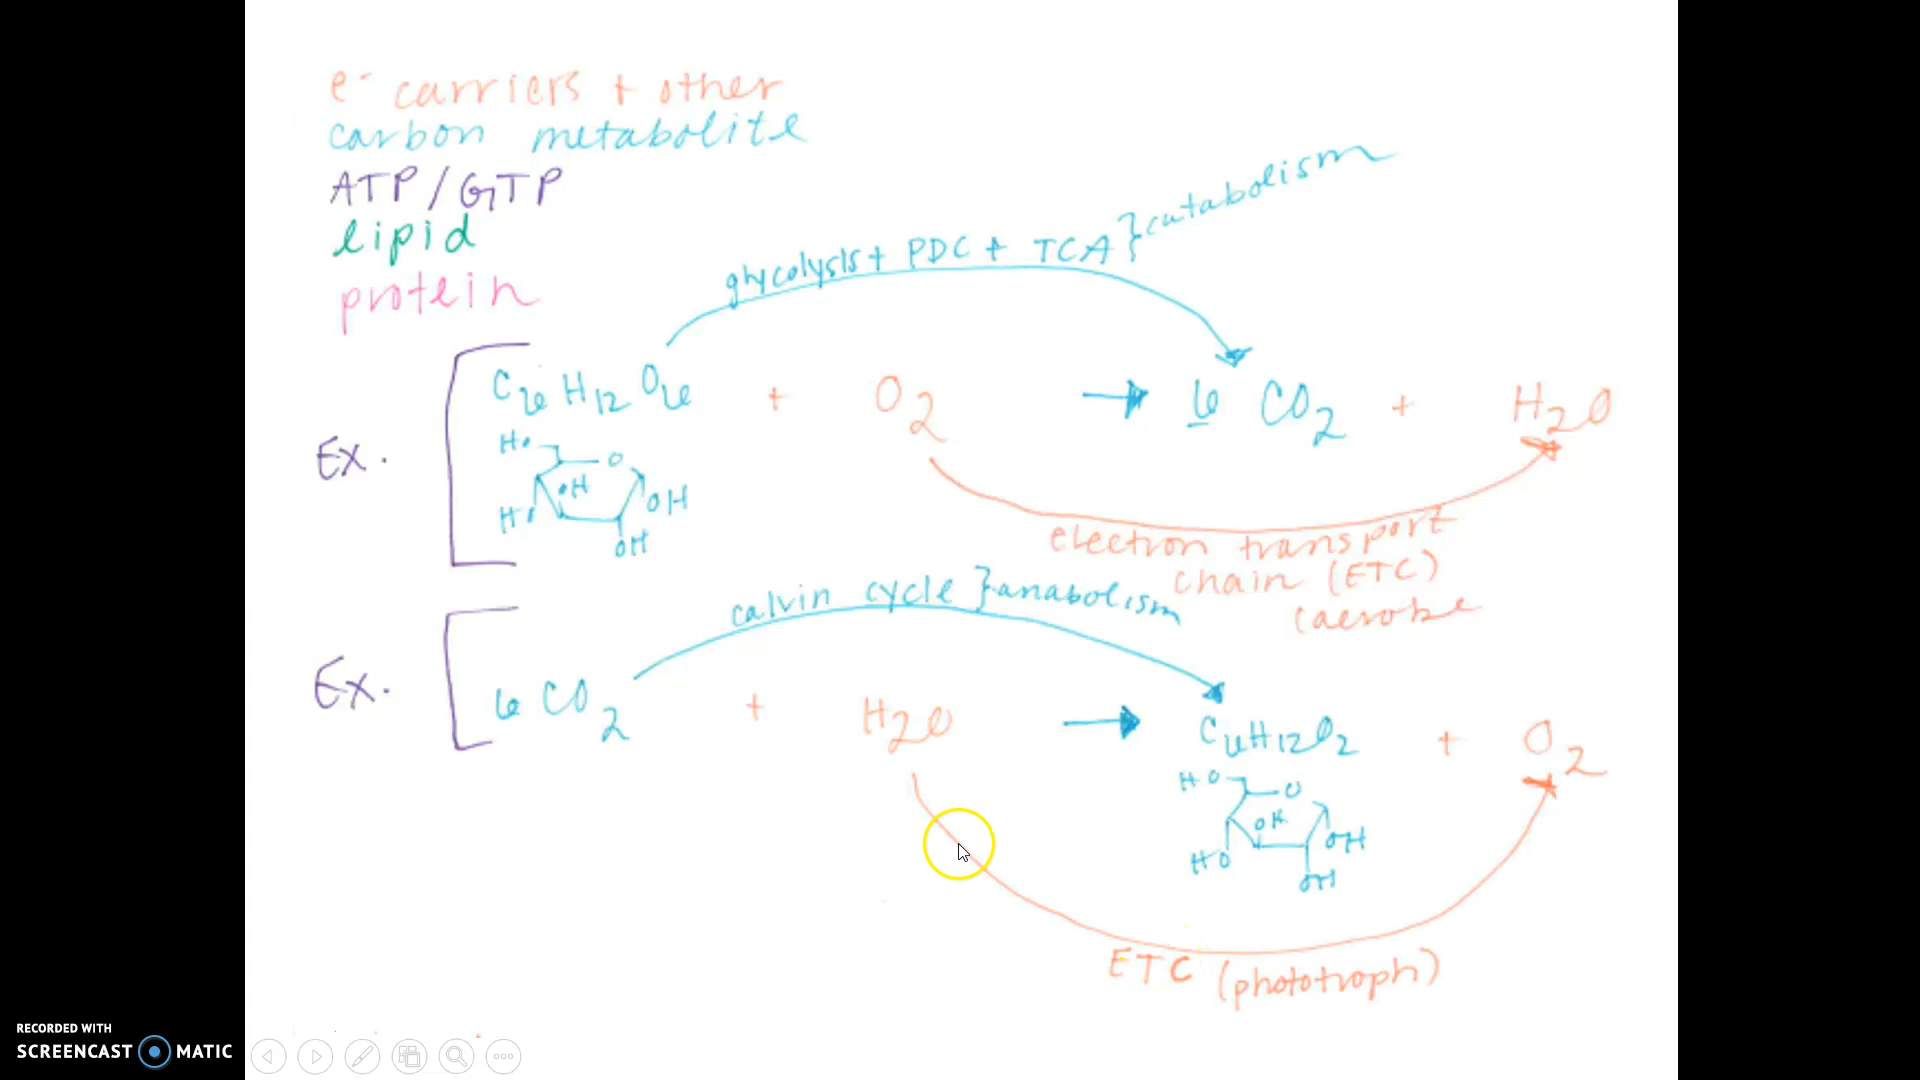 e- carriers + other
carbon metabolite
ATP/GTP
lipid
protein
glycolysis + PDC + TCA } catabolism
Ex.
C6H12O6 + O2 → 6 CO2 + H2O
HO
O
OH
HO
OH
OH
electron transport
chain (ETC)
(aerobe
calvin cycle } anabolism
Ex.
6 CO2 + H2O → C6H12O2 + O2
HO
O
OH
HO
OH
OH
ETC (phototroph)
RECORDED WITH
SCREENCAST MATIC